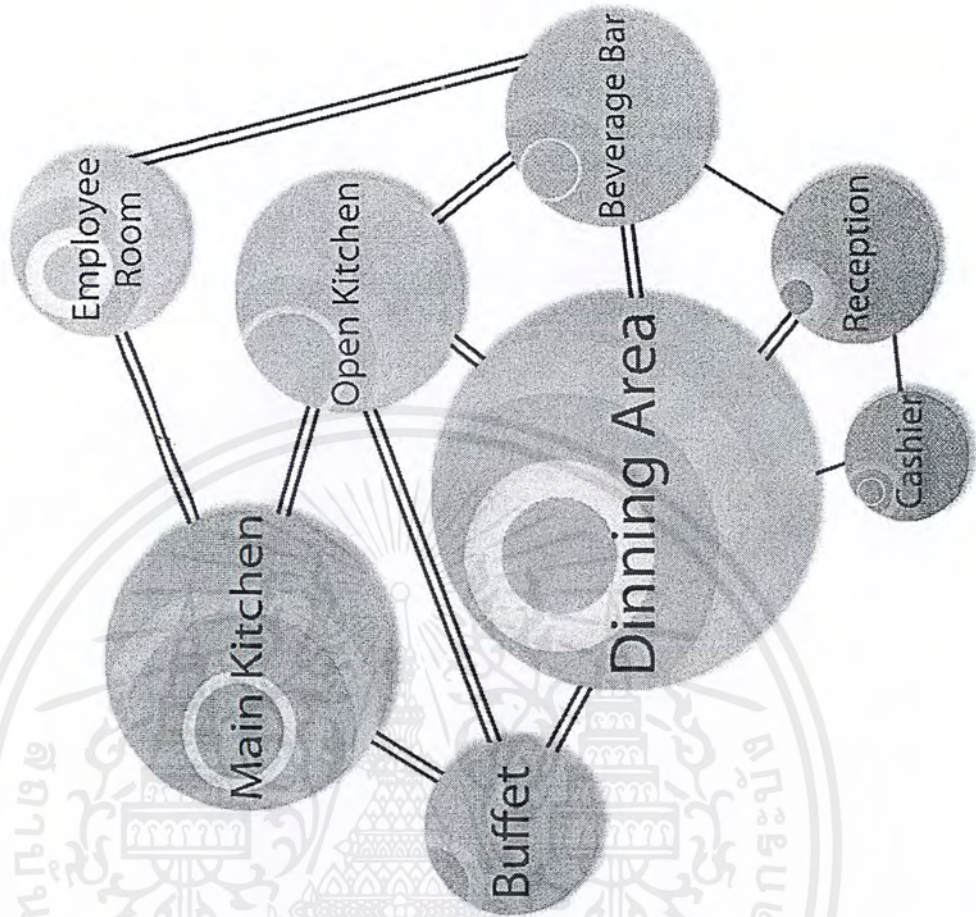 Employee
Room
Main Kitchen
Open Kitchen
Buffet
Dinning Area
Beverage Bar
Reception
Cashier